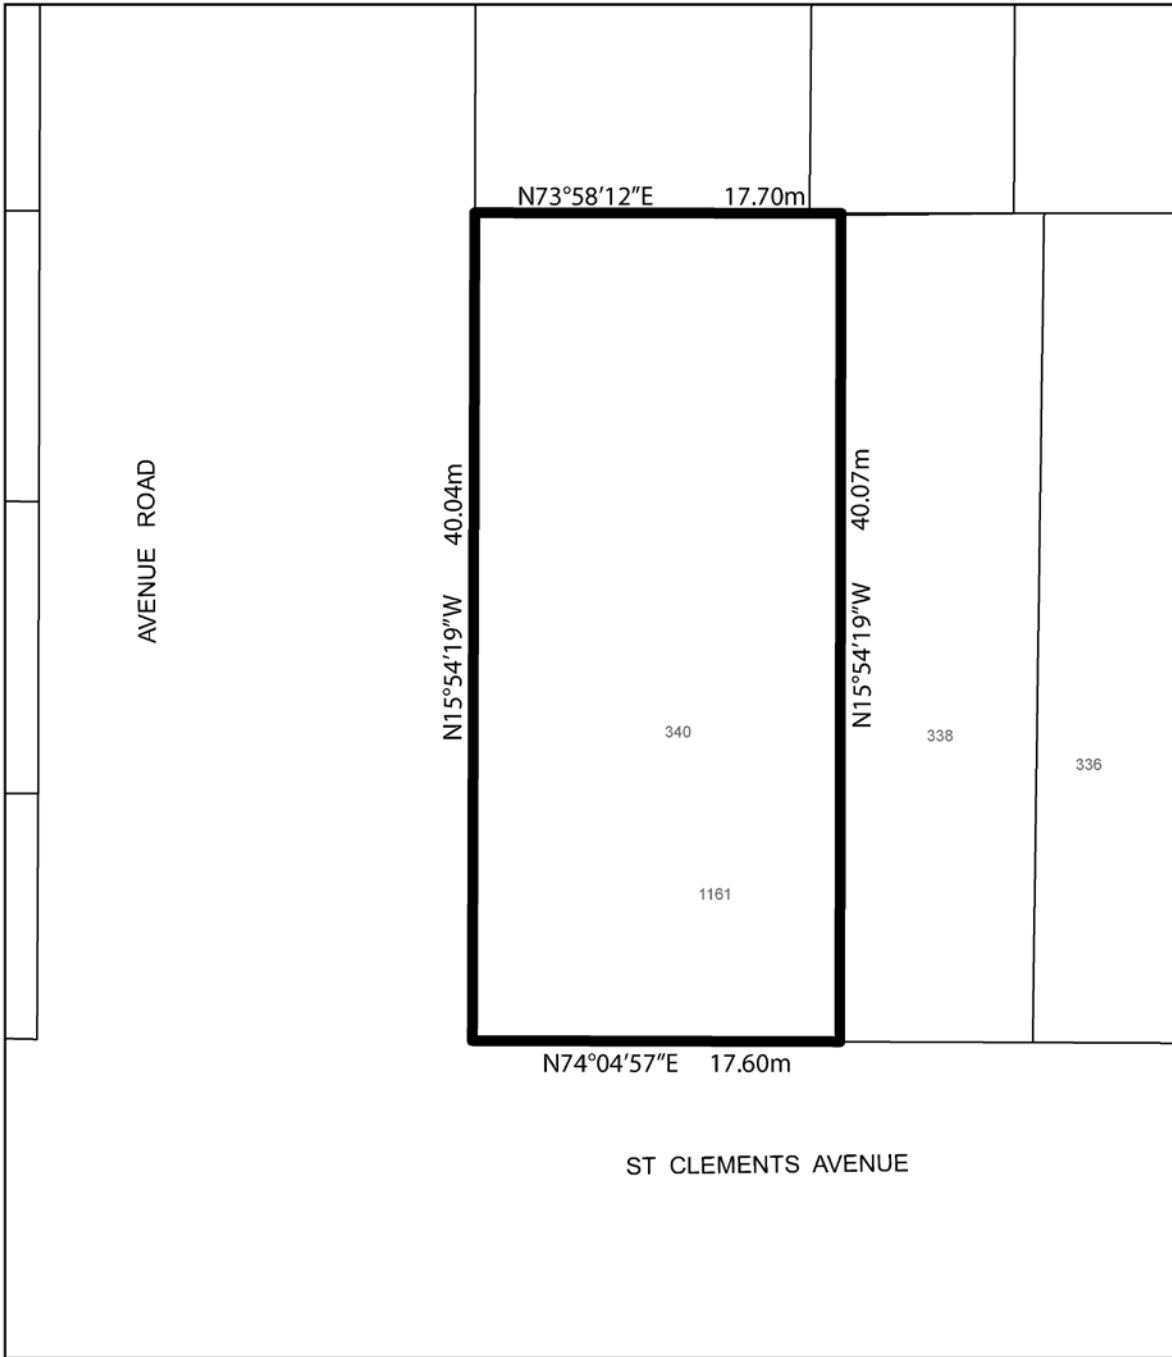 N73°58′12″E 17.70m
AVENUE ROAD
N15°54′19″W 40.04m
N15°54′19″W 40.07m
340
338
336
1161
N74°04′57″E 17.60m
ST CLEMENTS AVENUE